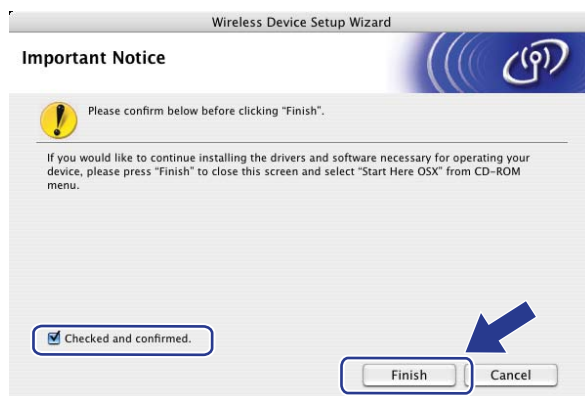 Wireless Device Setup Wizard
Important Notice
Please confirm below before clicking "Finish".
If you would like to continue installing the drivers and software necessary for operating your
device, please press "Finish" to close this screen and select "Start Here OSX" from CD-ROM
menu.
Checked and confirmed.
Finish
Cancel